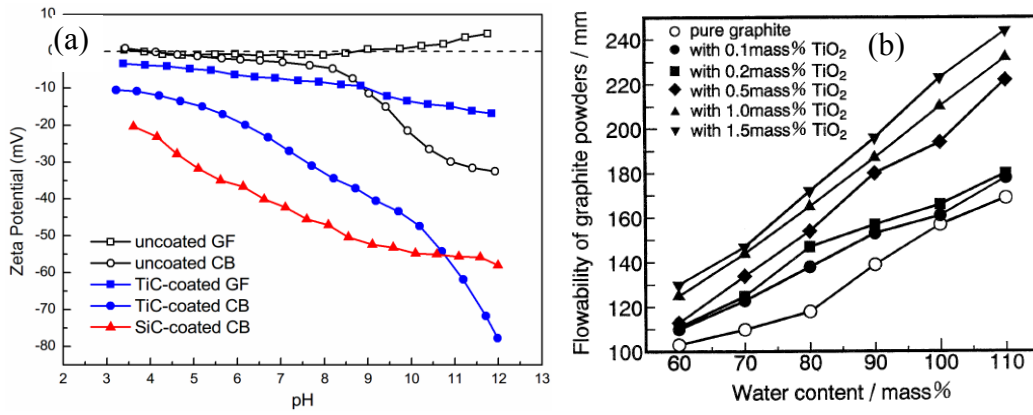 (a)
Zeta Potential (mV)
10
0
-10
-20
-30
-40
-50
-60
-70
-80
uncoated GF
uncoated CB
TiC-coated GF
TiC-coated CB
SiC-coated CB
2 3 4 5 6 7 8 9 10 11 12 13
pH
(b)
Flowability of graphite powders / mm
240
220
200
180
160
140
120
100
pure graphite
with 0.1mass% TiO₂
with 0.2mass% TiO₂
with 0.5mass% TiO₂
with 1.0mass% TiO₂
with 1.5mass% TiO₂
60 70 80 90 100 110
Water content / mass%